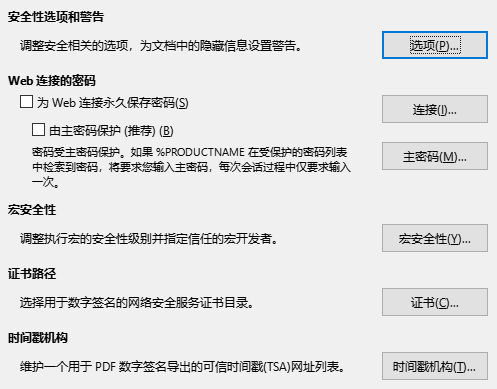 安全性选项和警告
调整安全相关的选项，为文档中的隐藏信息设置警告。
选项(P)...
Web 连接的密码
为 Web 连接永久保存密码(S)
连接(I)...
由主密码保护 (推荐) (B)
密码受主密码保护。如果 %PRODUCTNAME 在受保护的密码列表
中检索到密码，将要求您输入主密码，每次会话过程中仅要求输入
一次。
主密码(M)...
宏安全性
调整执行宏的安全性级别并指定信任的宏开发者。
宏安全性(Y)...
证书路径
选择用于数字签名的网络安全服务证书目录。
证书(C)...
时间戳机构
维护一个用于 PDF 数字签名导出的可信时间戳(TSA)网址列表。
时间戳机构(T)...